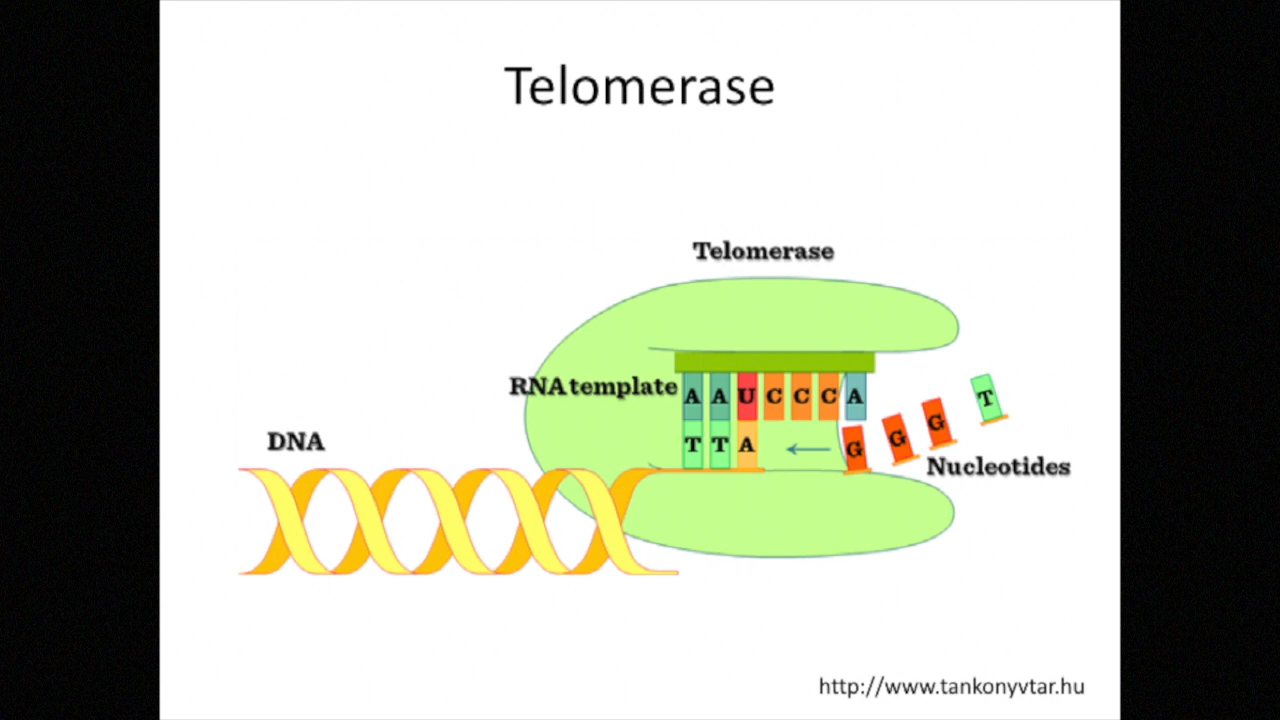 Telomerase
Telomerase
RNA template
A A U C C C A
T T A
G G G T
DNA
Nucleotides
http://www.tankonyvtar.hu